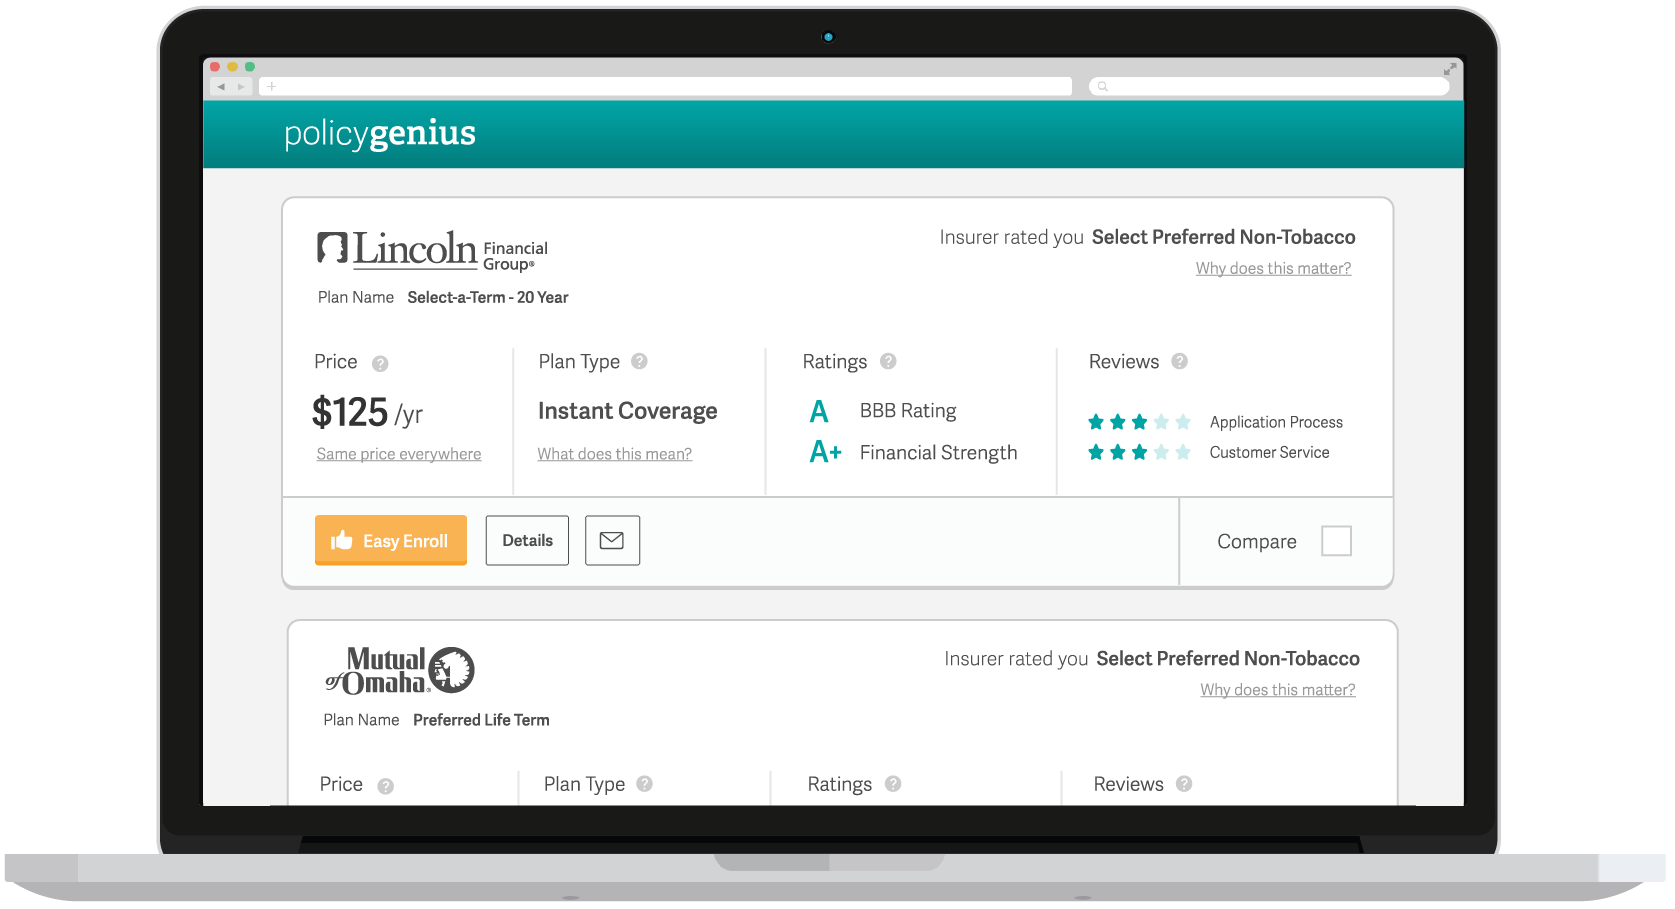 policygenius
Lincoln Financial Group®
Insurer rated you Select Preferred Non-Tobacco
Why does this matter?
Plan Name Select-a-Term - 20 Year
Price ? Plan Type ? Ratings ? Reviews ?
$125 /yr Instant Coverage A BBB Rating ★★★★★ Application Process
Same price everywhere What does this mean? A+ Financial Strength ★★★★★ Customer Service
Easy Enroll Details Compare
Mutual of Omaha®
Insurer rated you Select Preferred Non-Tobacco
Why does this matter?
Plan Name Preferred Life Term
Price ? Plan Type ? Ratings ? Reviews ?